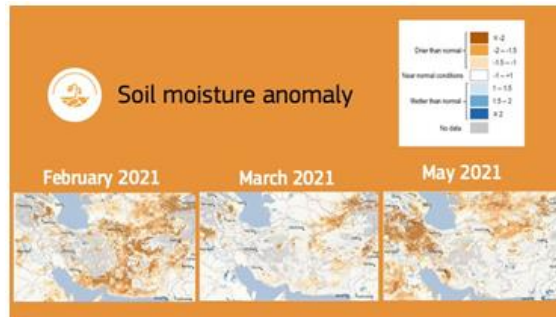 Soil moisture anomaly
Drier than normal
≤ -2
-2 – -1.5
-1.5 – -1
Near normal conditions
-1 – +1
Wetter than normal
1 – 1.5
1.5 – 2
≥ 2
No data
February 2021
March 2021
May 2021